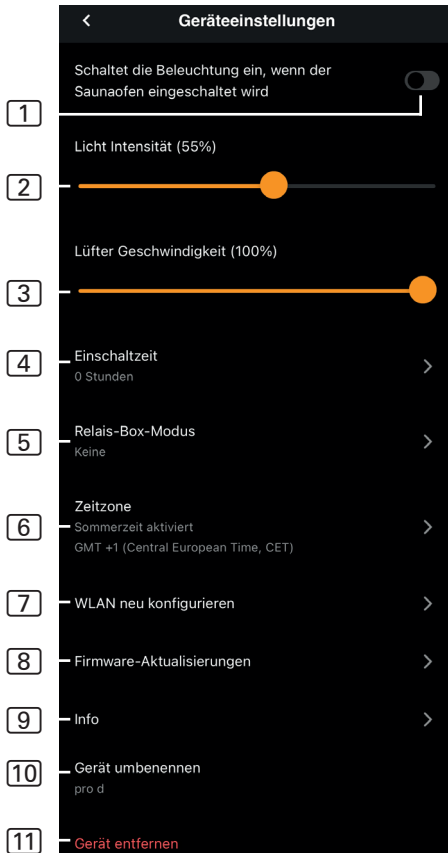 Geräteeinstellungen
Schaltet die Beleuchtung ein, wenn der
Saunaofen eingeschaltet wird
1
Licht Intensität (55%)
2
Lüfter Geschwindigkeit (100%)
3
4
Einschaltzeit
0 Stunden
5
Relais-Box-Modus
Keine
6
Zeitzone
Sommerzeit aktiviert
GMT +1 (Central European Time, CET)
7
WLAN neu konfigurieren
8
Firmware-Aktualisierungen
9
Info
10
Gerät umbenennen
pro d
11
Gerät entfernen